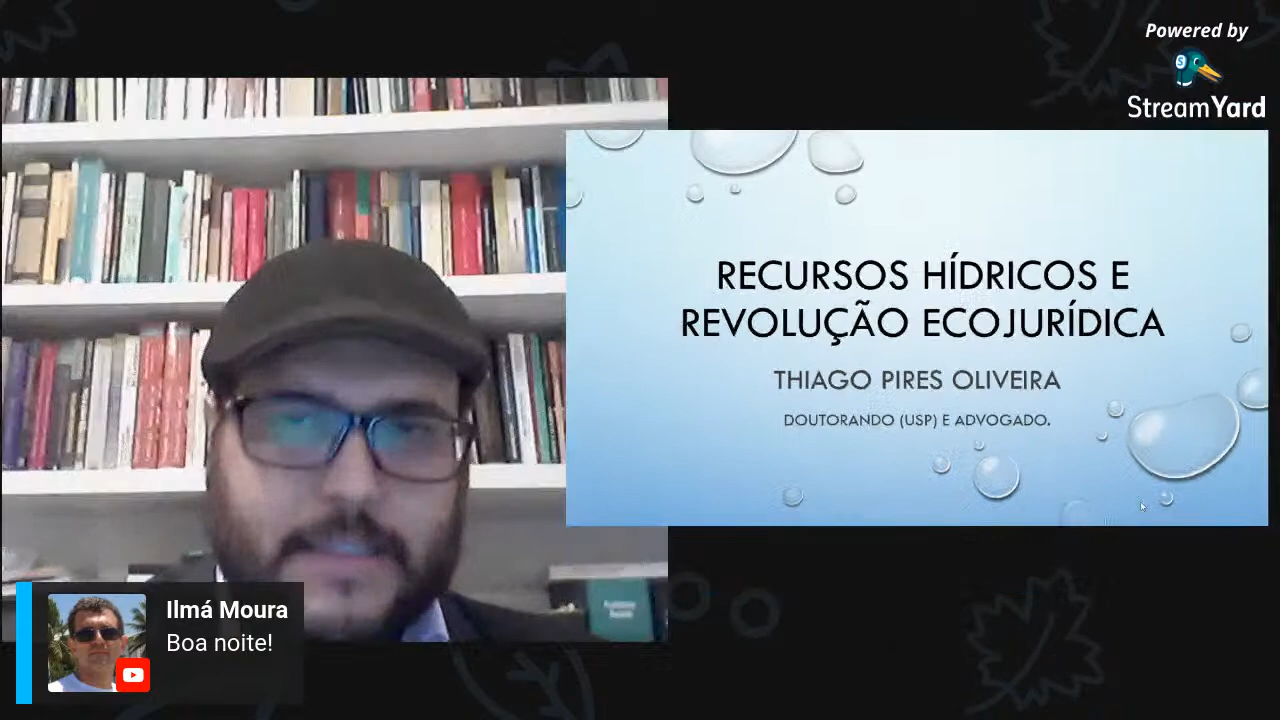 Powered by
StreamYard
RECURSOS HÍDRICOS E
REVOLUÇÃO ECOJURÍDICA
THIAGO PIRES OLIVEIRA
DOUTORANDO (USP) E ADVOGADO.
Ilmá Moura
Boa noite!